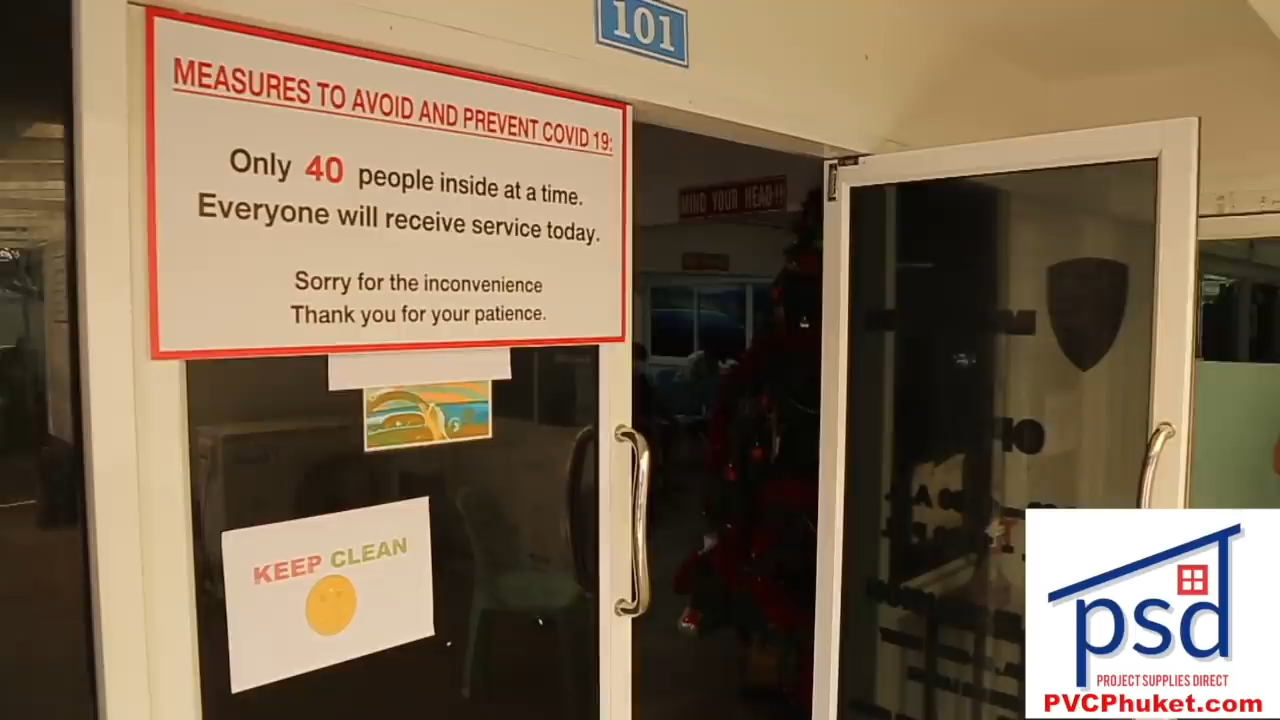 101
MEASURES TO AVOID AND PREVENT COVID 19:
Only 40 people inside at a time.
Everyone will receive service today.
Sorry for the inconvenience
Thank you for your patience.
MIND YOUR HEAD!!!
KEEP CLEAN
psd
PROJECT SUPPLIES DIRECT
PVCPhuket.com